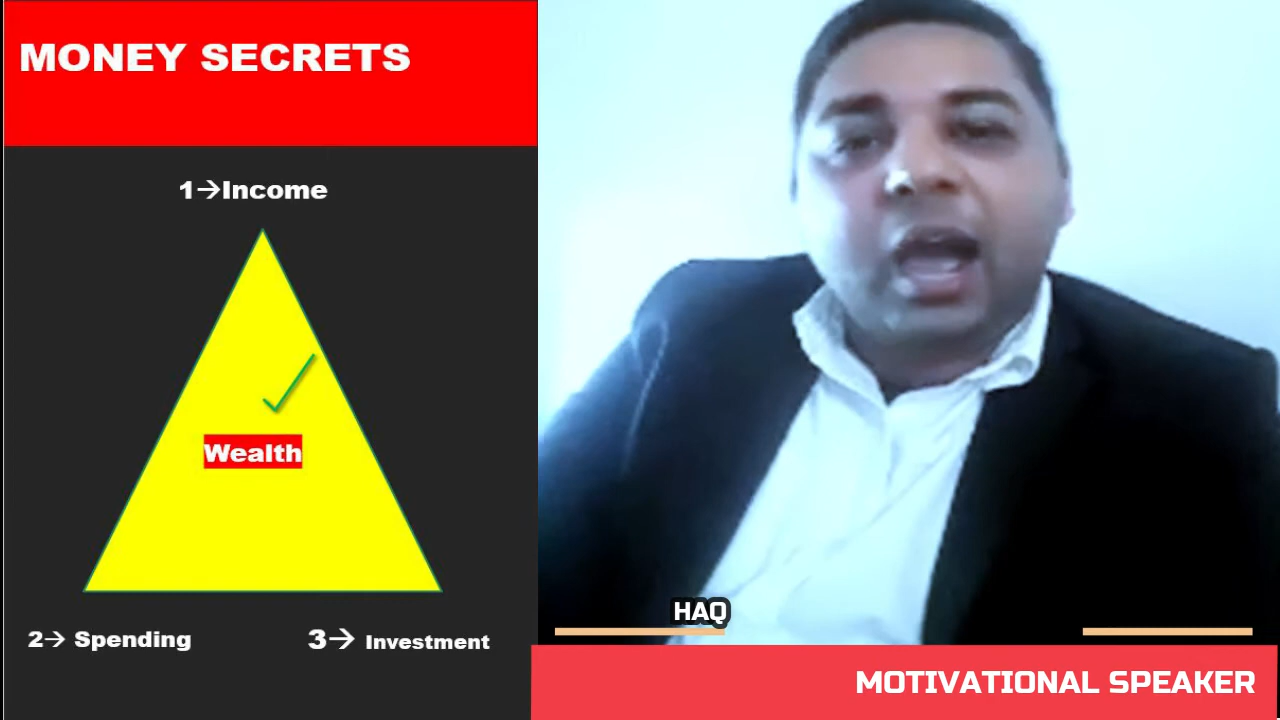 MONEY SECRETS
1→Income
Wealth
2→ Spending
3→ Investment
HAQ
MOTIVATIONAL SPEAKER